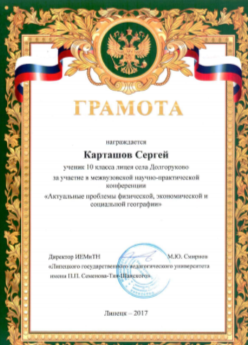 ГРАМОТА
награждается
Карташов Сергей
ученик 10 класса лицея села Долгоруково
за участие в межвузовской научно-практической
конференции
«Актуальные проблемы физической, экономической и
социальной географии»
Директор ИЕМиТН М.Ю. Смирнов
«Липецкого государственного педагогического университета
имени П.П. Семенова-Тян-Шанского»
Липецк – 2017